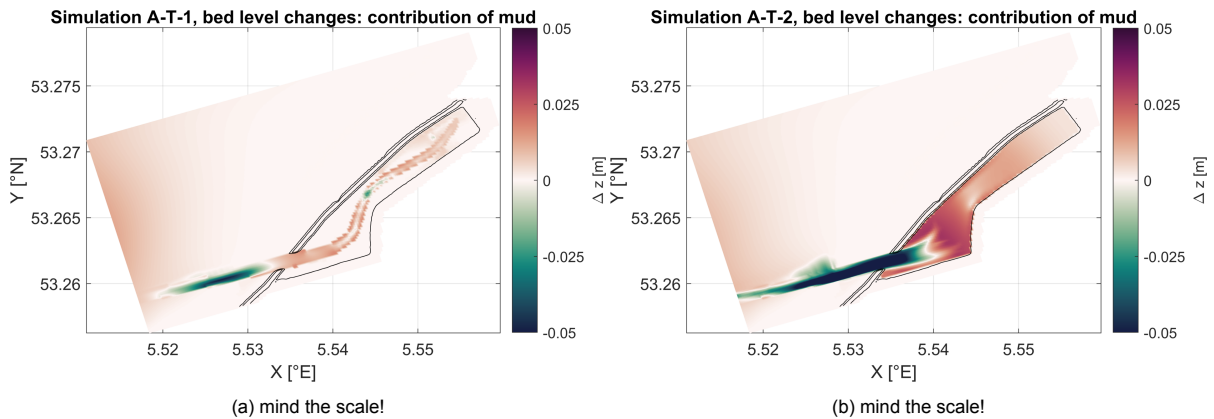 Simulation A-T-1, bed level changes: contribution of mud
0.05
0.025
0
-0.025
-0.05
Δ z [m]
53.275
53.27
53.265
53.26
Y [°N]
5.52
5.53
5.54
5.55
X [°E]
(a) mind the scale!
Simulation A-T-2, bed level changes: contribution of mud
0.05
0.025
0
-0.025
-0.05
Δ z [m]
53.275
53.27
53.265
53.26
Y [°N]
5.52
5.53
5.54
5.55
X [°E]
(b) mind the scale!